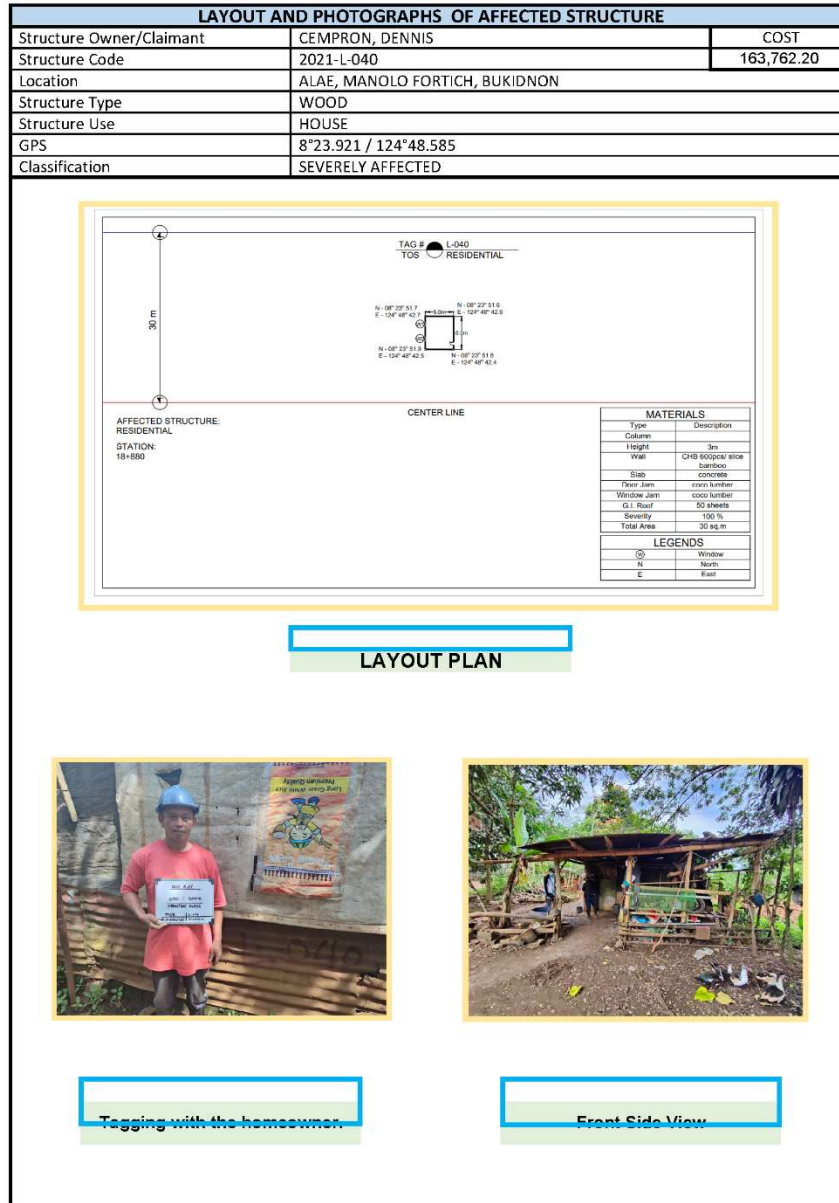 LAYOUT AND PHOTOGRAPHS OF AFFECTED STRUCTURE
Structure Owner/Claimant CEMPRON, DENNIS COST
Structure Code 2021-L-040 163,762.20
Location ALAE, MANOLO FORTICH, BUKIDNON
Structure Type WOOD
Structure Use HOUSE
GPS 8°23.921 / 124°48.585
Classification SEVERELY AFFECTED
TAG # L-040
TOS RESIDENTIAL
30 m
N - 08° 23' 51.7
E - 124° 48' 42.7
5.0m
N - 08° 23' 51.6
E - 124° 48' 42.6
6.0m
N - 08° 23' 51.9
E - 124° 48' 42.5
N - 08° 23' 51.8
E - 124° 48' 42.4
CENTER LINE
AFFECTED STRUCTURE:
RESIDENTIAL
STATION:
18+880
MATERIALS
Type Description
Column
Height 3m
Wall CHB 600pcs/ slice
bamboo
Slab concrete
Door Jam coco lumber
Window Jam coco lumber
G.I. Roof 50 sheets
Severity 100 %
Total Area 30 sq.m
LEGENDS
W Window
N North
E East
LAYOUT PLAN
Long Grain White Rice
Premium Quality
Tagging with the homeowner.
Front Side View